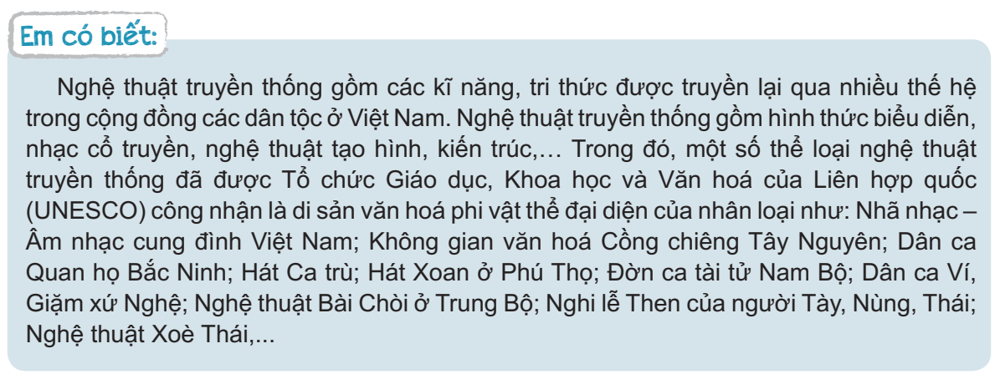 Em có biết:
Nghệ thuật truyền thống gồm các kĩ năng, tri thức được truyền lại qua nhiều thế hệ
trong cộng đồng các dân tộc ở Việt Nam. Nghệ thuật truyền thống gồm hình thức biểu diễn,
nhạc cổ truyền, nghệ thuật tạo hình, kiến trúc,… Trong đó, một số thể loại nghệ thuật
truyền thống đã được Tổ chức Giáo dục, Khoa học và Văn hoá của Liên hợp quốc
(UNESCO) công nhận là di sản văn hoá phi vật thể đại diện của nhân loại như: Nhã nhạc –
Âm nhạc cung đình Việt Nam; Không gian văn hoá Cồng chiêng Tây Nguyên; Dân ca
Quan họ Bắc Ninh; Hát Ca trù; Hát Xoan ở Phú Thọ; Đờn ca tài tử Nam Bộ; Dân ca Ví,
Giặm xứ Nghệ; Nghệ thuật Bài Chòi ở Trung Bộ; Nghi lễ Then của người Tày, Nùng, Thái;
Nghệ thuật Xoè Thái,...